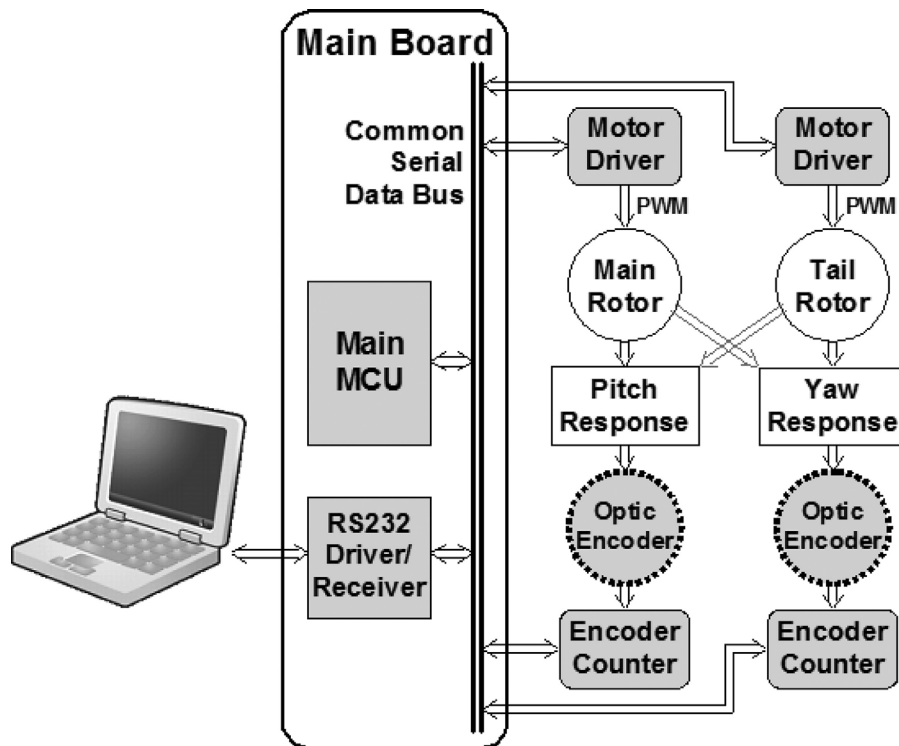 Main Board
Common
Serial
Data Bus
Motor
Driver
Motor
Driver
PWM
PWM
Main
Rotor
Tail
Rotor
Main
MCU
Pitch
Response
Yaw
Response
RS232
Driver/
Receiver
Optic
Encoder
Optic
Encoder
Encoder
Counter
Encoder
Counter